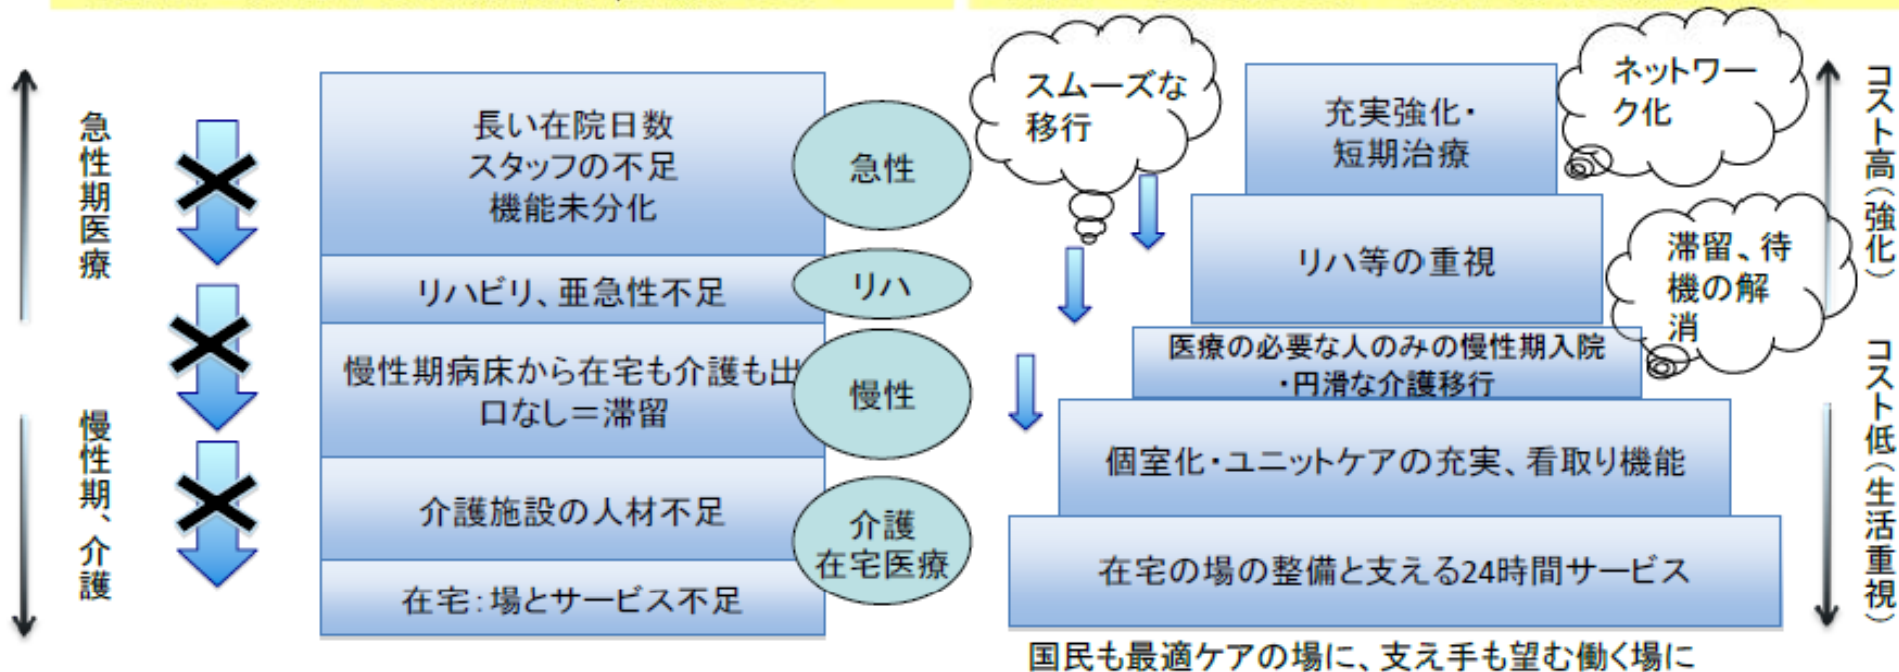 急性期医療
慢性期、介護
長い在院日数
スタッフの不足
機能未分化
リハビリ、亜急性不足
慢性期病床から在宅も介護も出
口なし＝滞留
介護施設の人材不足
在宅：場とサービス不足
急性
リハ
慢性
介護
在宅医療
スムーズな
移行
ネットワー
ク化
滞留、待
機の解
消
充実強化・
短期治療
リハ等の重視
医療の必要な人のみの慢性期入院
・円滑な介護移行
個室化・ユニットケアの充実、看取り機能
在宅の場の整備と支える24時間サービス
コスト高（強化）
コスト低（生活重視）
国民も最適ケアの場に、支え手も望む働く場に